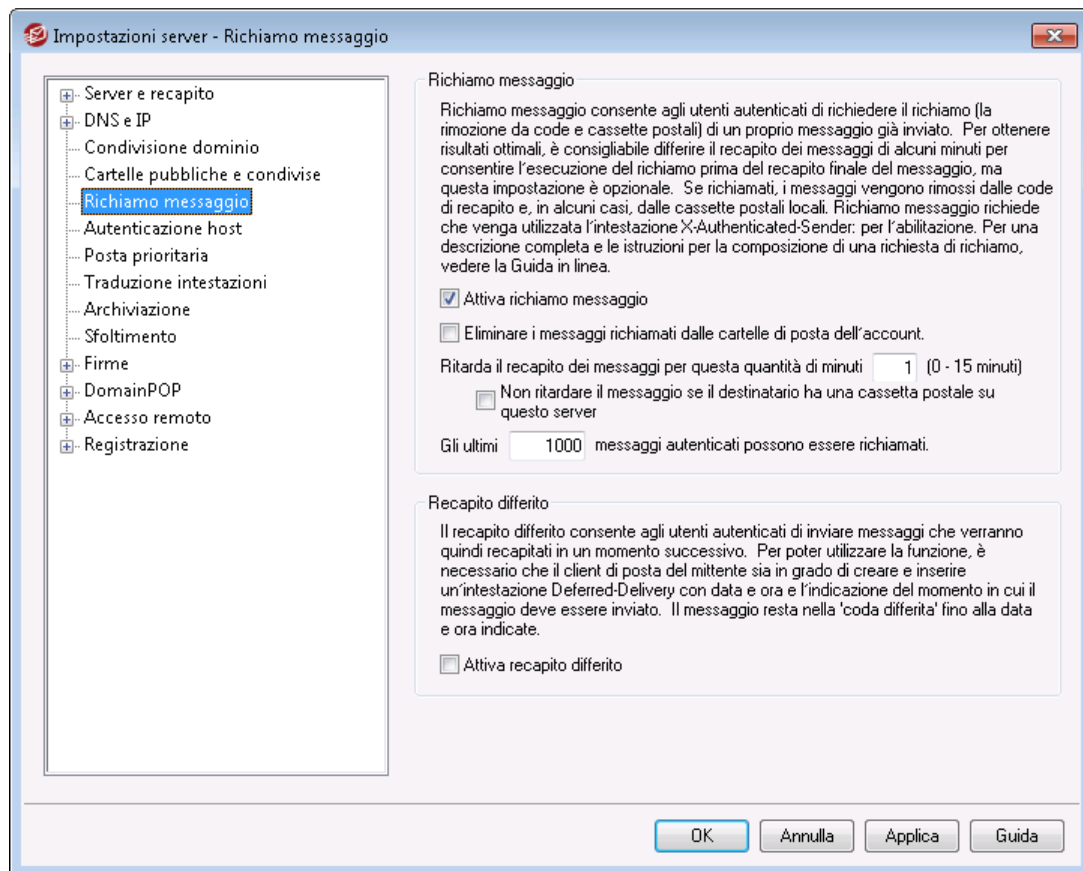 Impostazioni server - Richiamo messaggio
Server e recapito
DNS e IP
Condivisione dominio
Cartelle pubbliche e condivise
Richiamo messaggio
Autenticazione host
Posta prioritaria
Traduzione intestazioni
Archiviazione
Sfoltimento
Firme
DomainPOP
Accesso remoto
Registrazione
Richiamo messaggio
Richiamo messaggio consente agli utenti autenticati di richiedere il richiamo (la
rimozione da code e cassette postali) di un proprio messaggio già inviato.  Per ottenere
risultati ottimali, è consigliabile differire il recapito dei messaggi di alcuni minuti per
consentire l'esecuzione del richiamo prima del recapito finale del messaggio, ma
questa impostazione è opzionale.  Se richiamati, i messaggi vengono rimossi dalle code
di recapito e, in alcuni casi, dalle cassette postali locali. Richiamo messaggio richiede
che venga utilizzata l'intestazione X-Authenticated-Sender: per l'abilitazione. Per una
descrizione completa e le istruzioni per la composizione di una richiesta di richiamo,
vedere la Guida in linea.
Attiva richiamo messaggio
Eliminare i messaggi richiamati dalle cartelle di posta dell'account.
Ritarda il recapito dei messaggi per questa quantità di minuti 1 (0 - 15 minuti)
Non ritardare il messaggio se il destinatario ha una cassetta postale su
questo server
Gli ultimi 1000 messaggi autenticati possono essere richiamati.
Recapito differito
Il recapito differito consente agli utenti autenticati di inviare messaggi che verranno
quindi recapitati in un momento successivo.  Per poter utilizzare la funzione, è
necessario che il client di posta del mittente sia in grado di creare e inserire
un'intestazione Deferred-Delivery con data e ora e l'indicazione del momento in cui il
messaggio deve essere inviato.  Il messaggio resta nella 'coda differita' fino alla data
e ora indicate.
Attiva recapito differito
OK Annulla Applica Guida